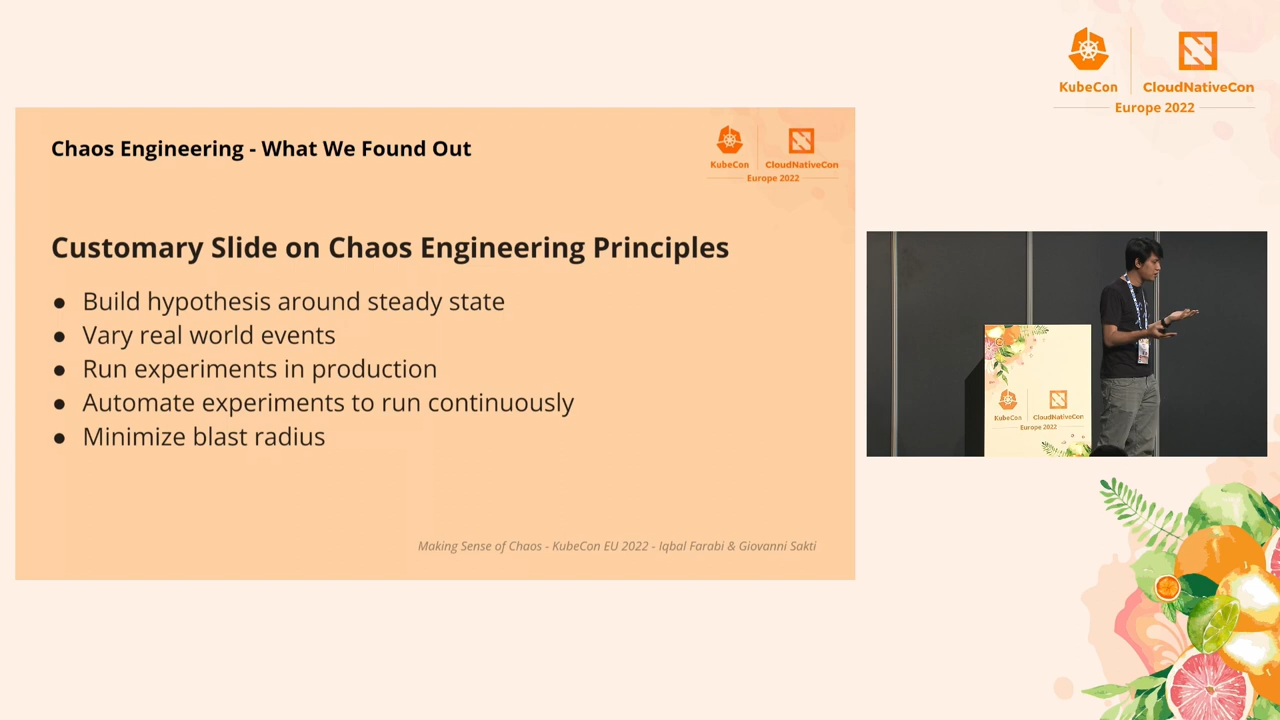 KubeCon
CloudNativeCon
Europe 2022
Chaos Engineering - What We Found Out
KubeCon
CloudNativeCon
Europe 2022
Customary Slide on Chaos Engineering Principles
● Build hypothesis around steady state
● Vary real world events
● Run experiments in production
● Automate experiments to run continuously
● Minimize blast radius
Making Sense of Chaos - KubeCon EU 2022 - Iqbal Farabi & Giovanni Sakti
KubeCon
CloudNativeCon
Europe 2022